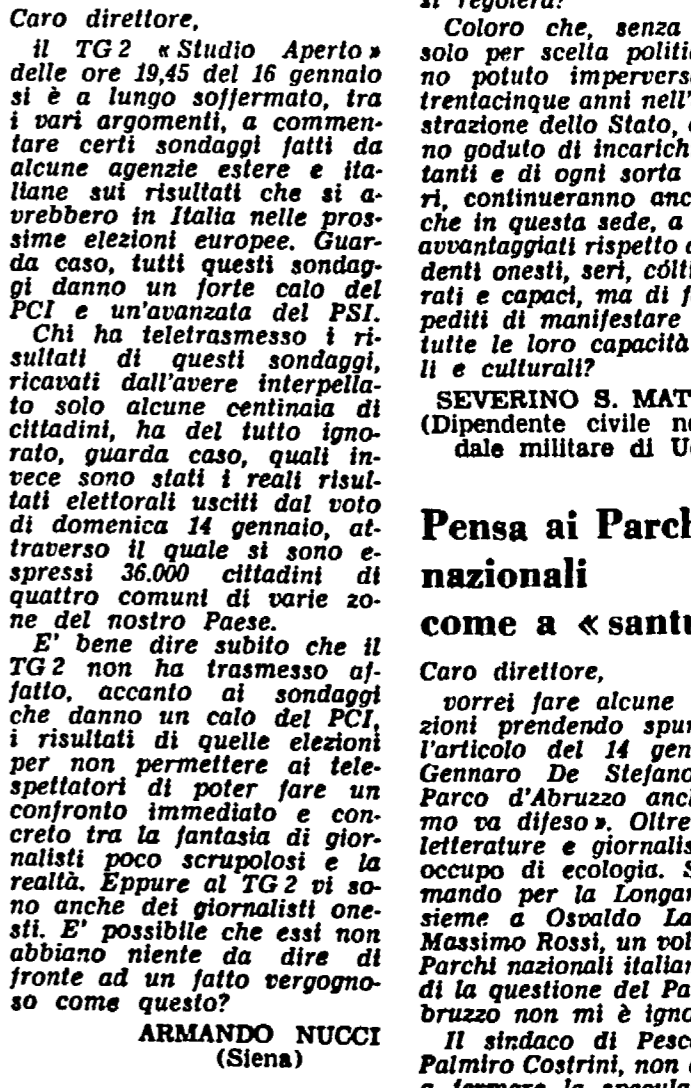 Caro direttore,
il TG 2 « Studio Aperto »
delle ore 19,45 del 16 gennaio
si è a lungo soffermato, tra
i vari argomenti, a commen-
tare certi sondaggi fatti da
alcune agenzie estere e ita-
liane sui risultati che si a-
vrebbero in Italia nelle pros-
sime elezioni europee. Guar-
da caso, tutti questi sondag-
gi danno un forte calo del
PCI e un'avanzata del PSI.
Chi ha teletrasmesso i ri-
sultati di questi sondaggi,
ricavati dall'avere interpella-
to solo alcune centinaia di
cittadini, ha del tutto igno-
rato, guarda caso, quali in-
vece sono stati i reali risul-
tati elettorali usciti dal voto
di domenica 14 gennaio, at-
traverso il quale si sono e-
spressi 36.000 cittadini di
quattro comuni di varie zo-
ne del nostro Paese.
E' bene dire subito che il
TG 2 non ha trasmesso af-
fatto, accanto ai sondaggi
che danno un calo del PCI,
i risultati di quelle elezioni
per non permettere ai tele-
spettatori di poter fare un
confronto immediato e con-
creto tra la fantasia di gior-
nalisti poco scrupolosi e la
realtà. Eppure al TG 2 vi so-
no anche dei giornalisti one-
sti. E' possibile che essi non
abbiano niente da dire di
fronte ad un fatto vergogno-
so come questo?
ARMANDO NUCCI
(Siena)
si regolerà?
Coloro che, senza
solo per scelta politi
no potuto imperverse
trentacinque anni nell'
strazione dello Stato,
no goduto di incarich
tanti e di ogni sorta
ri, continueranno anc
che in questa sede, a
avvantaggiati rispetto
denti onesti, seri, cólti
rati e capaci, ma di f
pediti di manifestare
tutte le loro capacità
li e culturali?
SEVERINO S. MAT
(Dipendente civile ne
dale militare di U
Pensa ai Parch
nazionali
come a « santu
Caro direttore,
vorrei fare alcune
zioni prendendo spun
l'articolo del 14 gen
Gennaro De Stefano
Parco d'Abruzzo anch
mo va difeso ». Oltre
letterature e giornalis
occupo di ecologia. S
mando per la Longan
sieme a Osvaldo La
Massimo Rossi, un vol
Parchi nazionali italian
di la questione del Pa
bruzzo non mi è igno
Il sindaco di Pesc
Palmiro Costrini, non
a fermare la specula